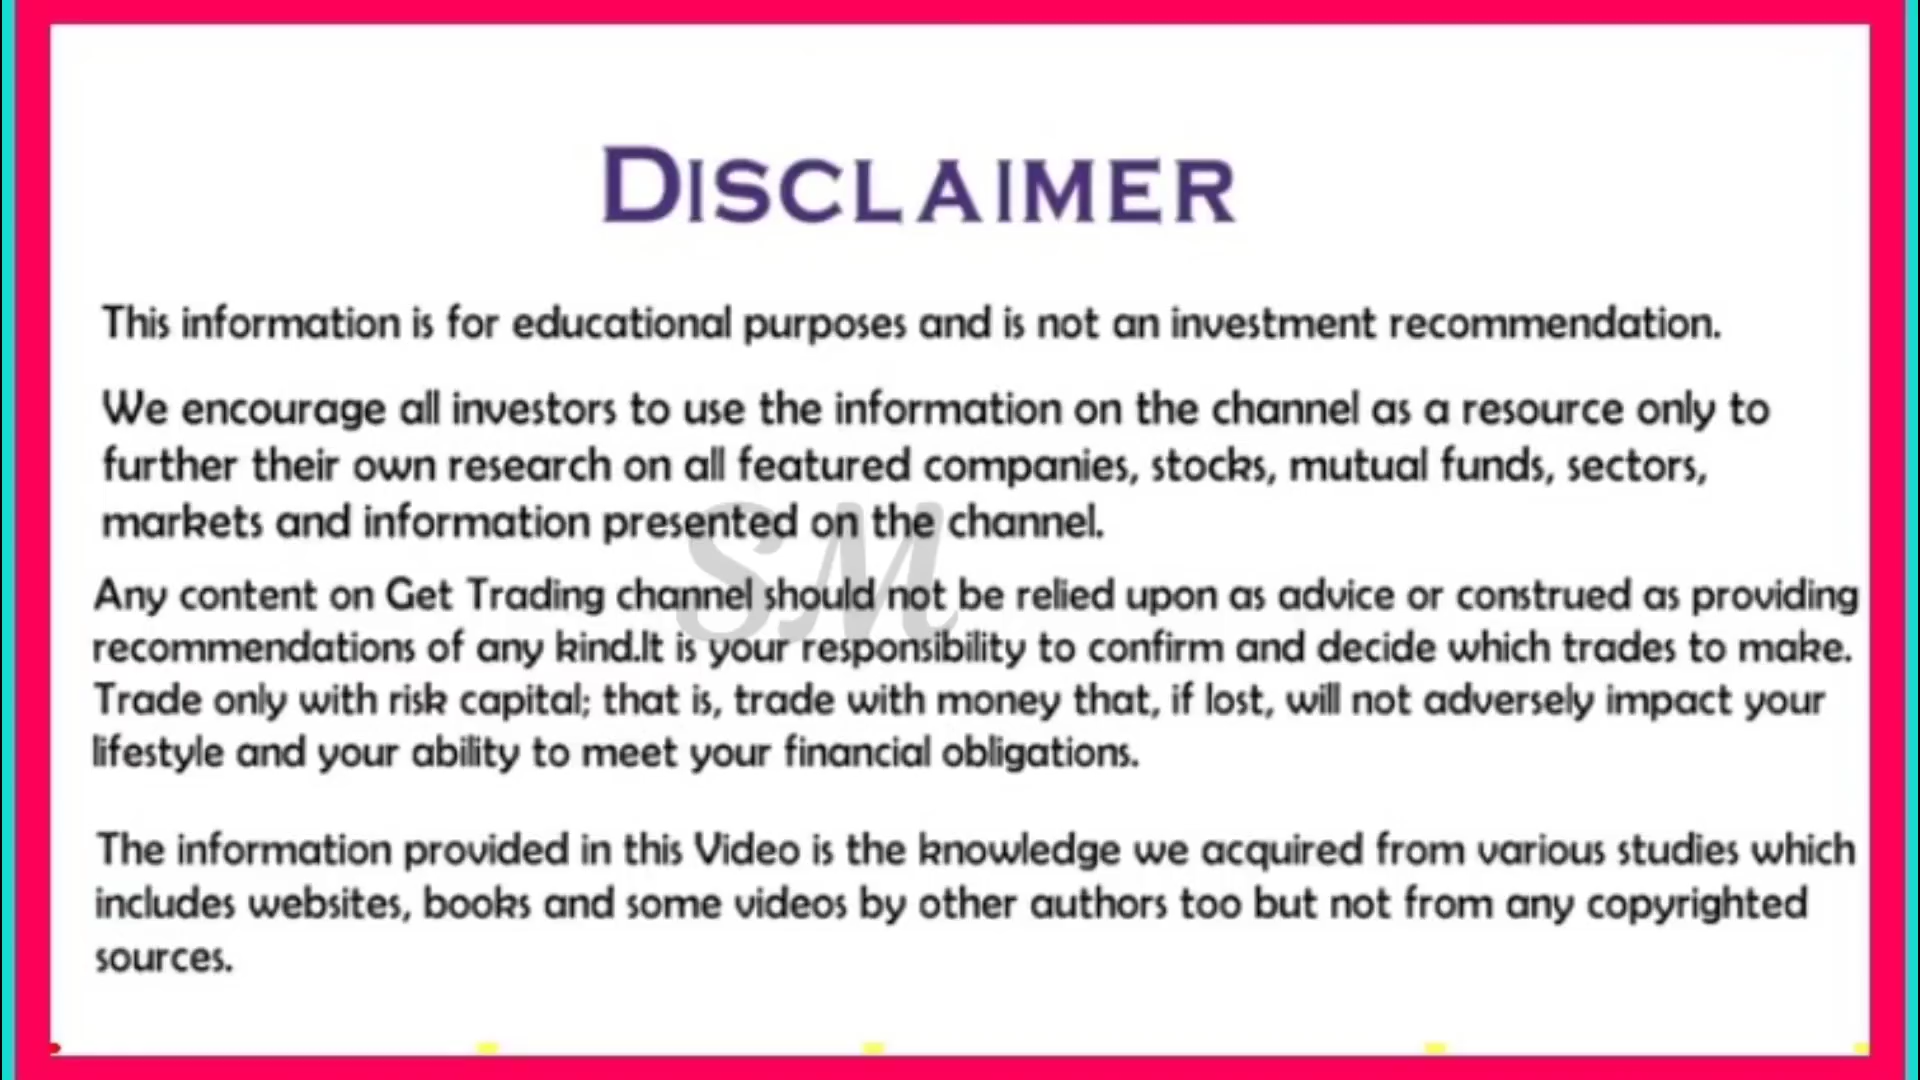 DISCLAIMER
This information is for educational purposes and is not an investment recommendation.
We encourage all investors to use the information on the channel as a resource only to
further their own research on all featured companies, stocks, mutual funds, sectors,
markets and information presented on the channel.
SM
Any content on Get Trading channel should not be relied upon as advice or construed as providing
recommendations of any kind.It is your responsibility to confirm and decide which trades to make.
Trade only with risk capital; that is, trade with money that, if lost, will not adversely impact your
lifestyle and your ability to meet your financial obligations.
The information provided in this Video is the knowledge we acquired from various studies which
includes websites, books and some videos by other authors too but not from any copyrighted
sources.